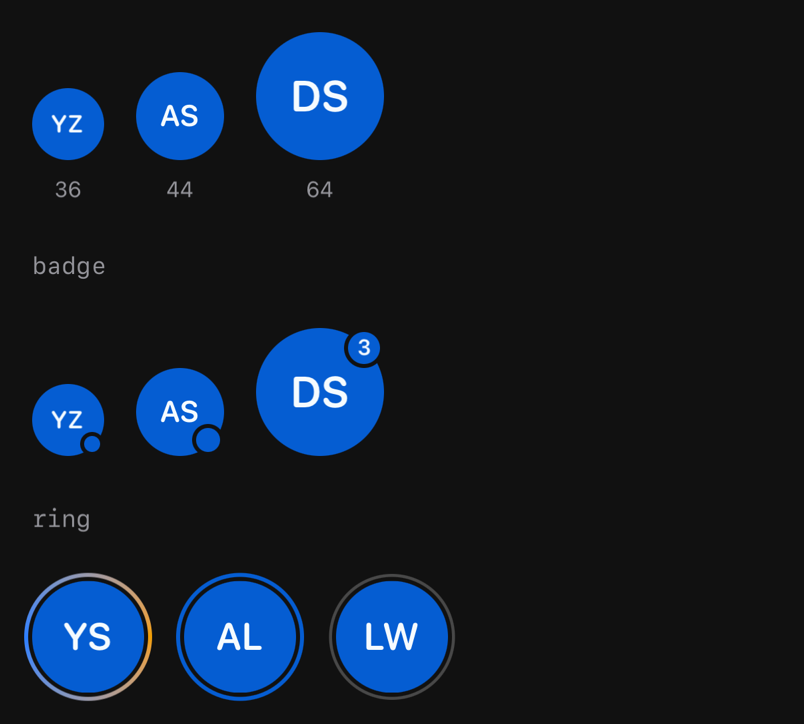 YZ AS DS
36 44 64
badge
3
YZ AS DS
ring
YS AL LW